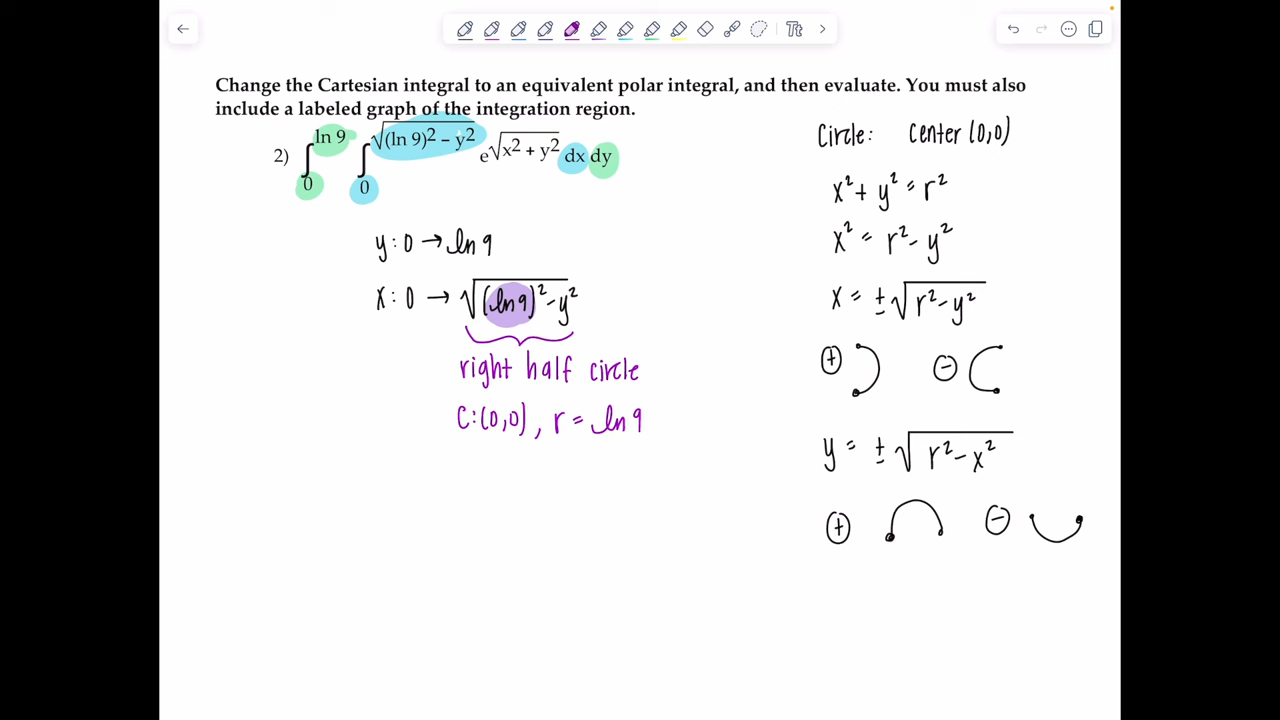 Tt
Change the Cartesian integral to an equivalent polar integral, and then evaluate. You must also
include a labeled graph of the integration region.
2) ∫₀^{ln 9} ∫₀^{√((ln 9)² – y²)} e^{√(x² + y²)} dx dy
y: 0 → ln 9
x: 0 → √((ln 9)² - y²)
right half circle
C:(0,0), r = ln 9
Circle: Center (0,0)
x² + y² = r²
x² = r² - y²
x = ± √(r² - y²)
+ -
y = ± √(r² - x²)
+ -